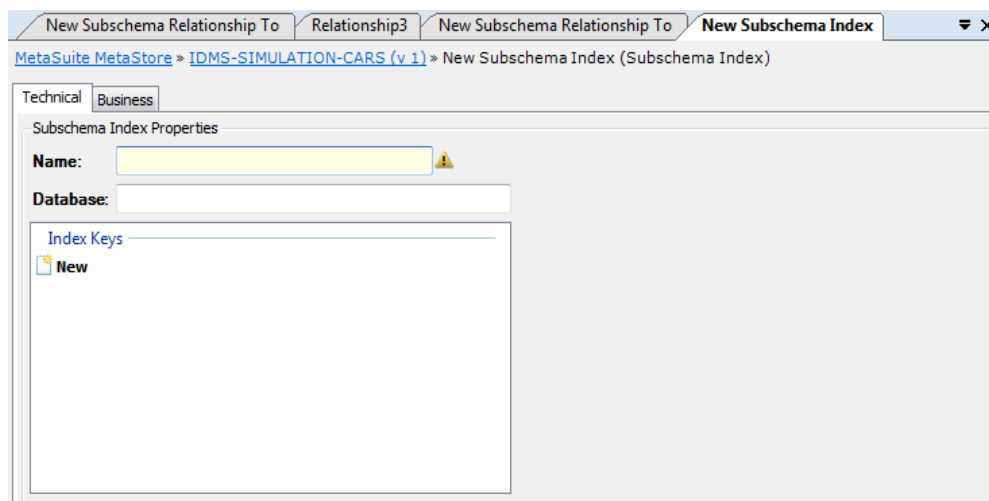 New Subschema Relationship To Relationship3 New Subschema Relationship To New Subschema Index
MetaSuite MetaStore » IDMS-SIMULATION-CARS (v 1) » New Subschema Index (Subschema Index)
Technical Business
Subschema Index Properties
Name:
Database:
Index Keys
New